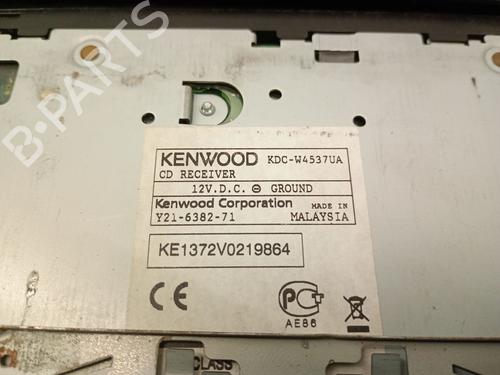 B-PARTS
KENWOOD KDC-W4537UA
CD RECEIVER
12V.D.C. ⊖ GROUND
Kenwood Corporation MADE IN
Y21-6382-71 MALAYSIA
KE1372V0219864
CE
PCT
AE86
CLASS